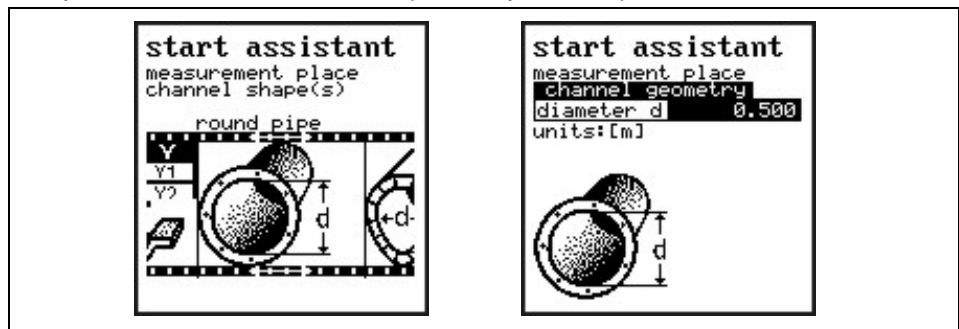 start assistant
measurement place
channel shape(s)
round pipe
Y
Y1
Y2
d
d
start assistant
measurement place
channel geometry
diameter d 0.500
units:[m]
d